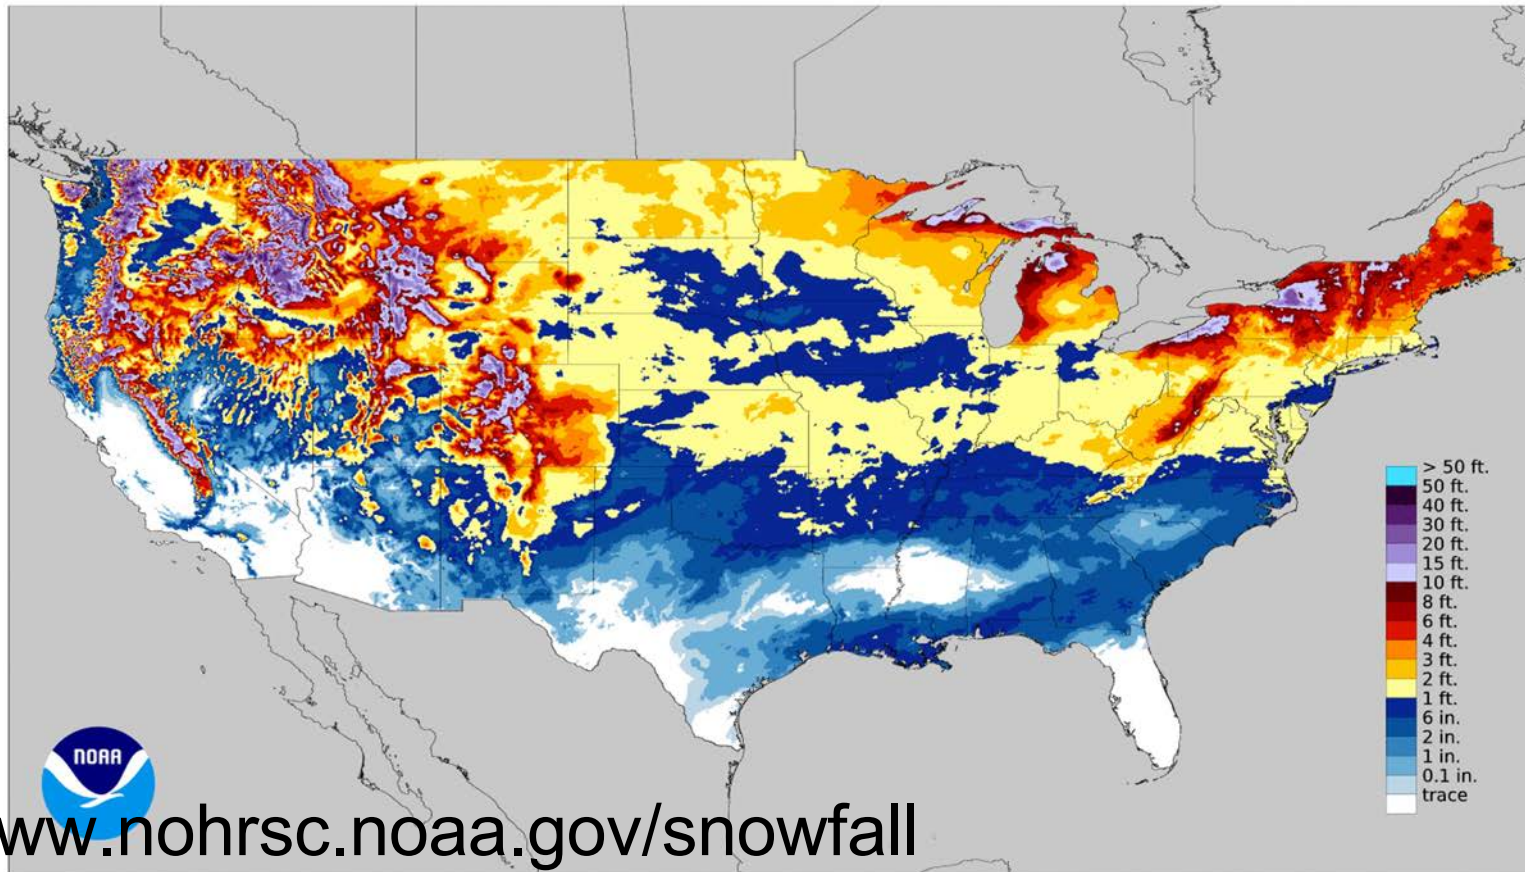 > 50 ft.
50 ft.
40 ft.
30 ft.
20 ft.
15 ft.
10 ft.
8 ft.
6 ft.
4 ft.
3 ft.
2 ft.
1 ft.
6 in.
2 in.
1 in.
0.1 in.
trace
NOAA
ww.nohrsc.noaa.gov/snowfall